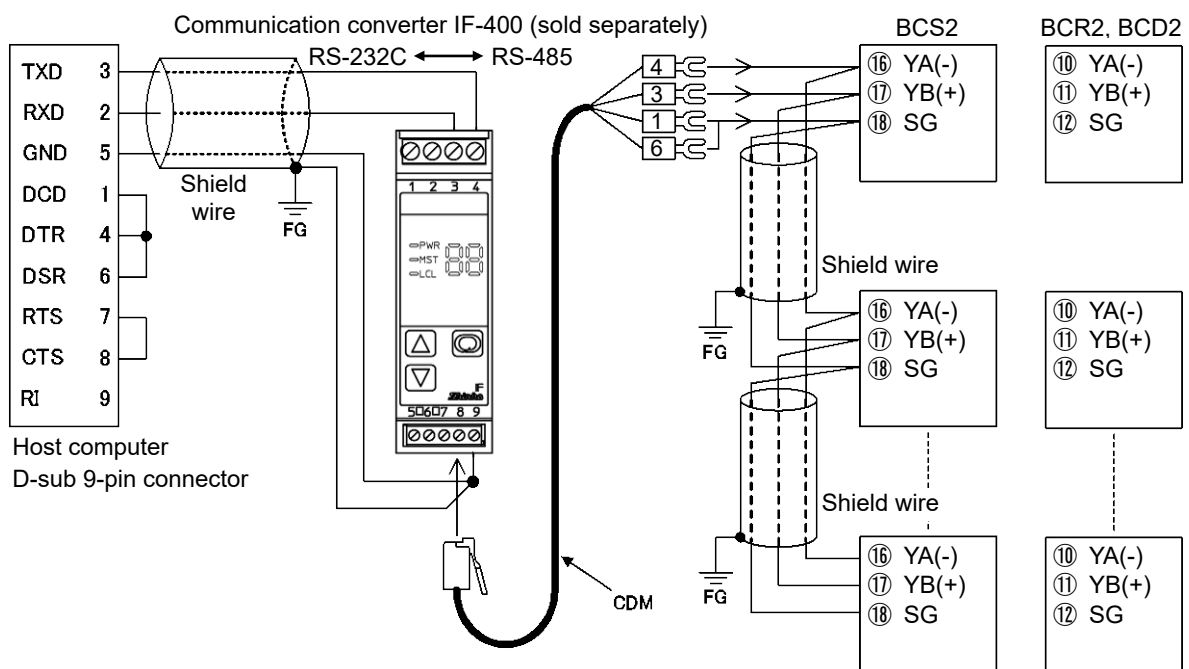 Communication converter IF-400 (sold separately)
RS-232C RS-485
BCS2
BCR2, BCD2
TXD 3
RXD 2
GND 5
DCD 1
DTR 4
DSR 6
RTS 7
CTS 8
RI 9
Host computer
D-sub 9-pin connector
Shield
wire
FG
1 2 3 4
PWR
MST
LCL
IF
Shinko
5 6 7 8 9
CDM
4
3
1
6
⑯ YA(-)
⑰ YB(+)
⑱ SG
⑩ YA(-)
⑪ YB(+)
⑫ SG
Shield wire
FG
⑯ YA(-)
⑰ YB(+)
⑱ SG
⑩ YA(-)
⑪ YB(+)
⑫ SG
Shield wire
FG
⑯ YA(-)
⑰ YB(+)
⑱ SG
⑩ YA(-)
⑪ YB(+)
⑫ SG